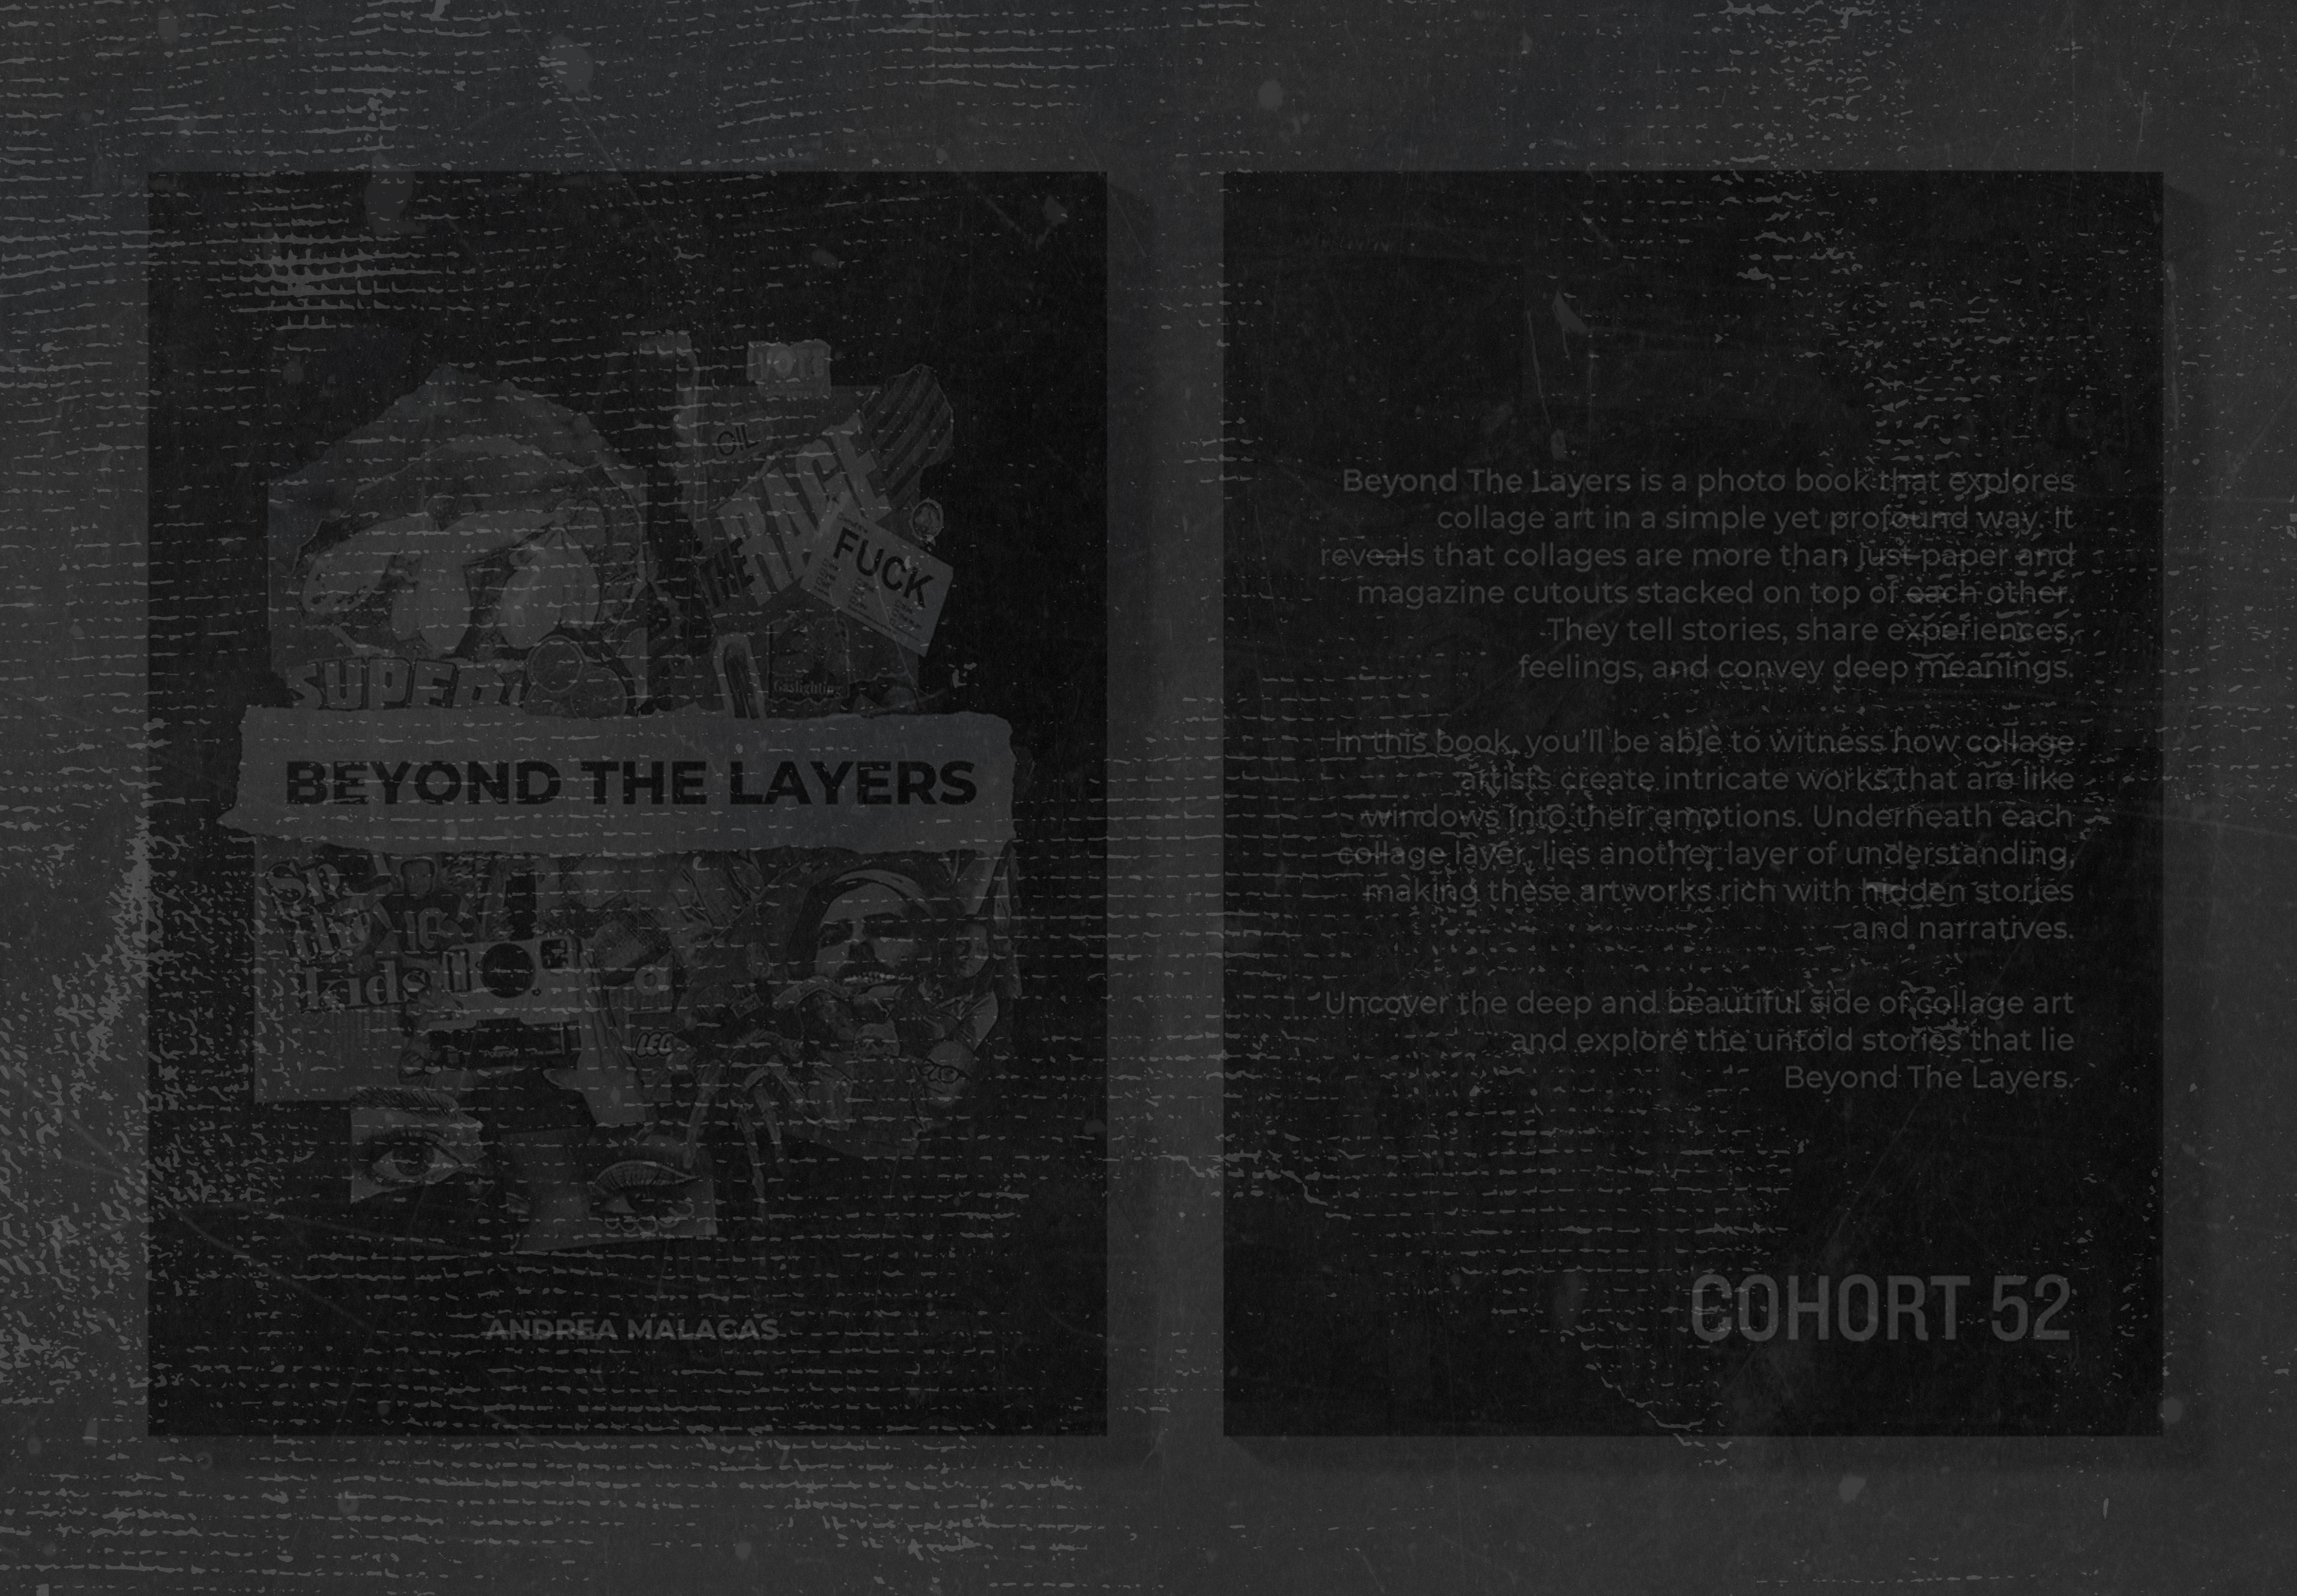 HOT!
OIL
THE RAGE
FUCK
SUPER
Gaslighting
BEYOND THE LAYERS
kids
a
LEGO
ANDREA MALACAS
Beyond The Layers is a photo book that explores
collage art in a simple yet profound way. It
reveals that collages are more than just paper and
magazine cutouts stacked on top of each other.
They tell stories, share experiences,
feelings, and convey deep meanings.
In this book, you'll be able to witness how collage
artists create intricate works that are like
windows into their emotions. Underneath each
collage layer, lies another layer of understanding,
making these artworks rich with hidden stories
and narratives.
Uncover the deep and beautiful side of collage art
and explore the untold stories that lie
Beyond The Layers.
COHORT 52